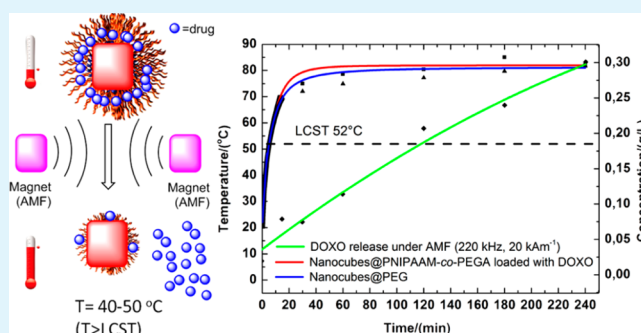 =drug
Magnet
(AMF)
Magnet
(AMF)
T= 40-50 °C
(T>LCST)
Temperature/(°C)
90
80
70
60
50
40
30
20
10
0
LCST 52°C
DOXO release under AMF (220 kHz, 20 kAm⁻¹)
Nanocubes@PNIPAAM-co-PEGA loaded with DOXO
Nanocubes@PEG
0 20 40 60 80 100 120 140 160 180 200 220 240
Time/(min)
0,30
0,25
0,20
0,15
0,10
0,05
0,00